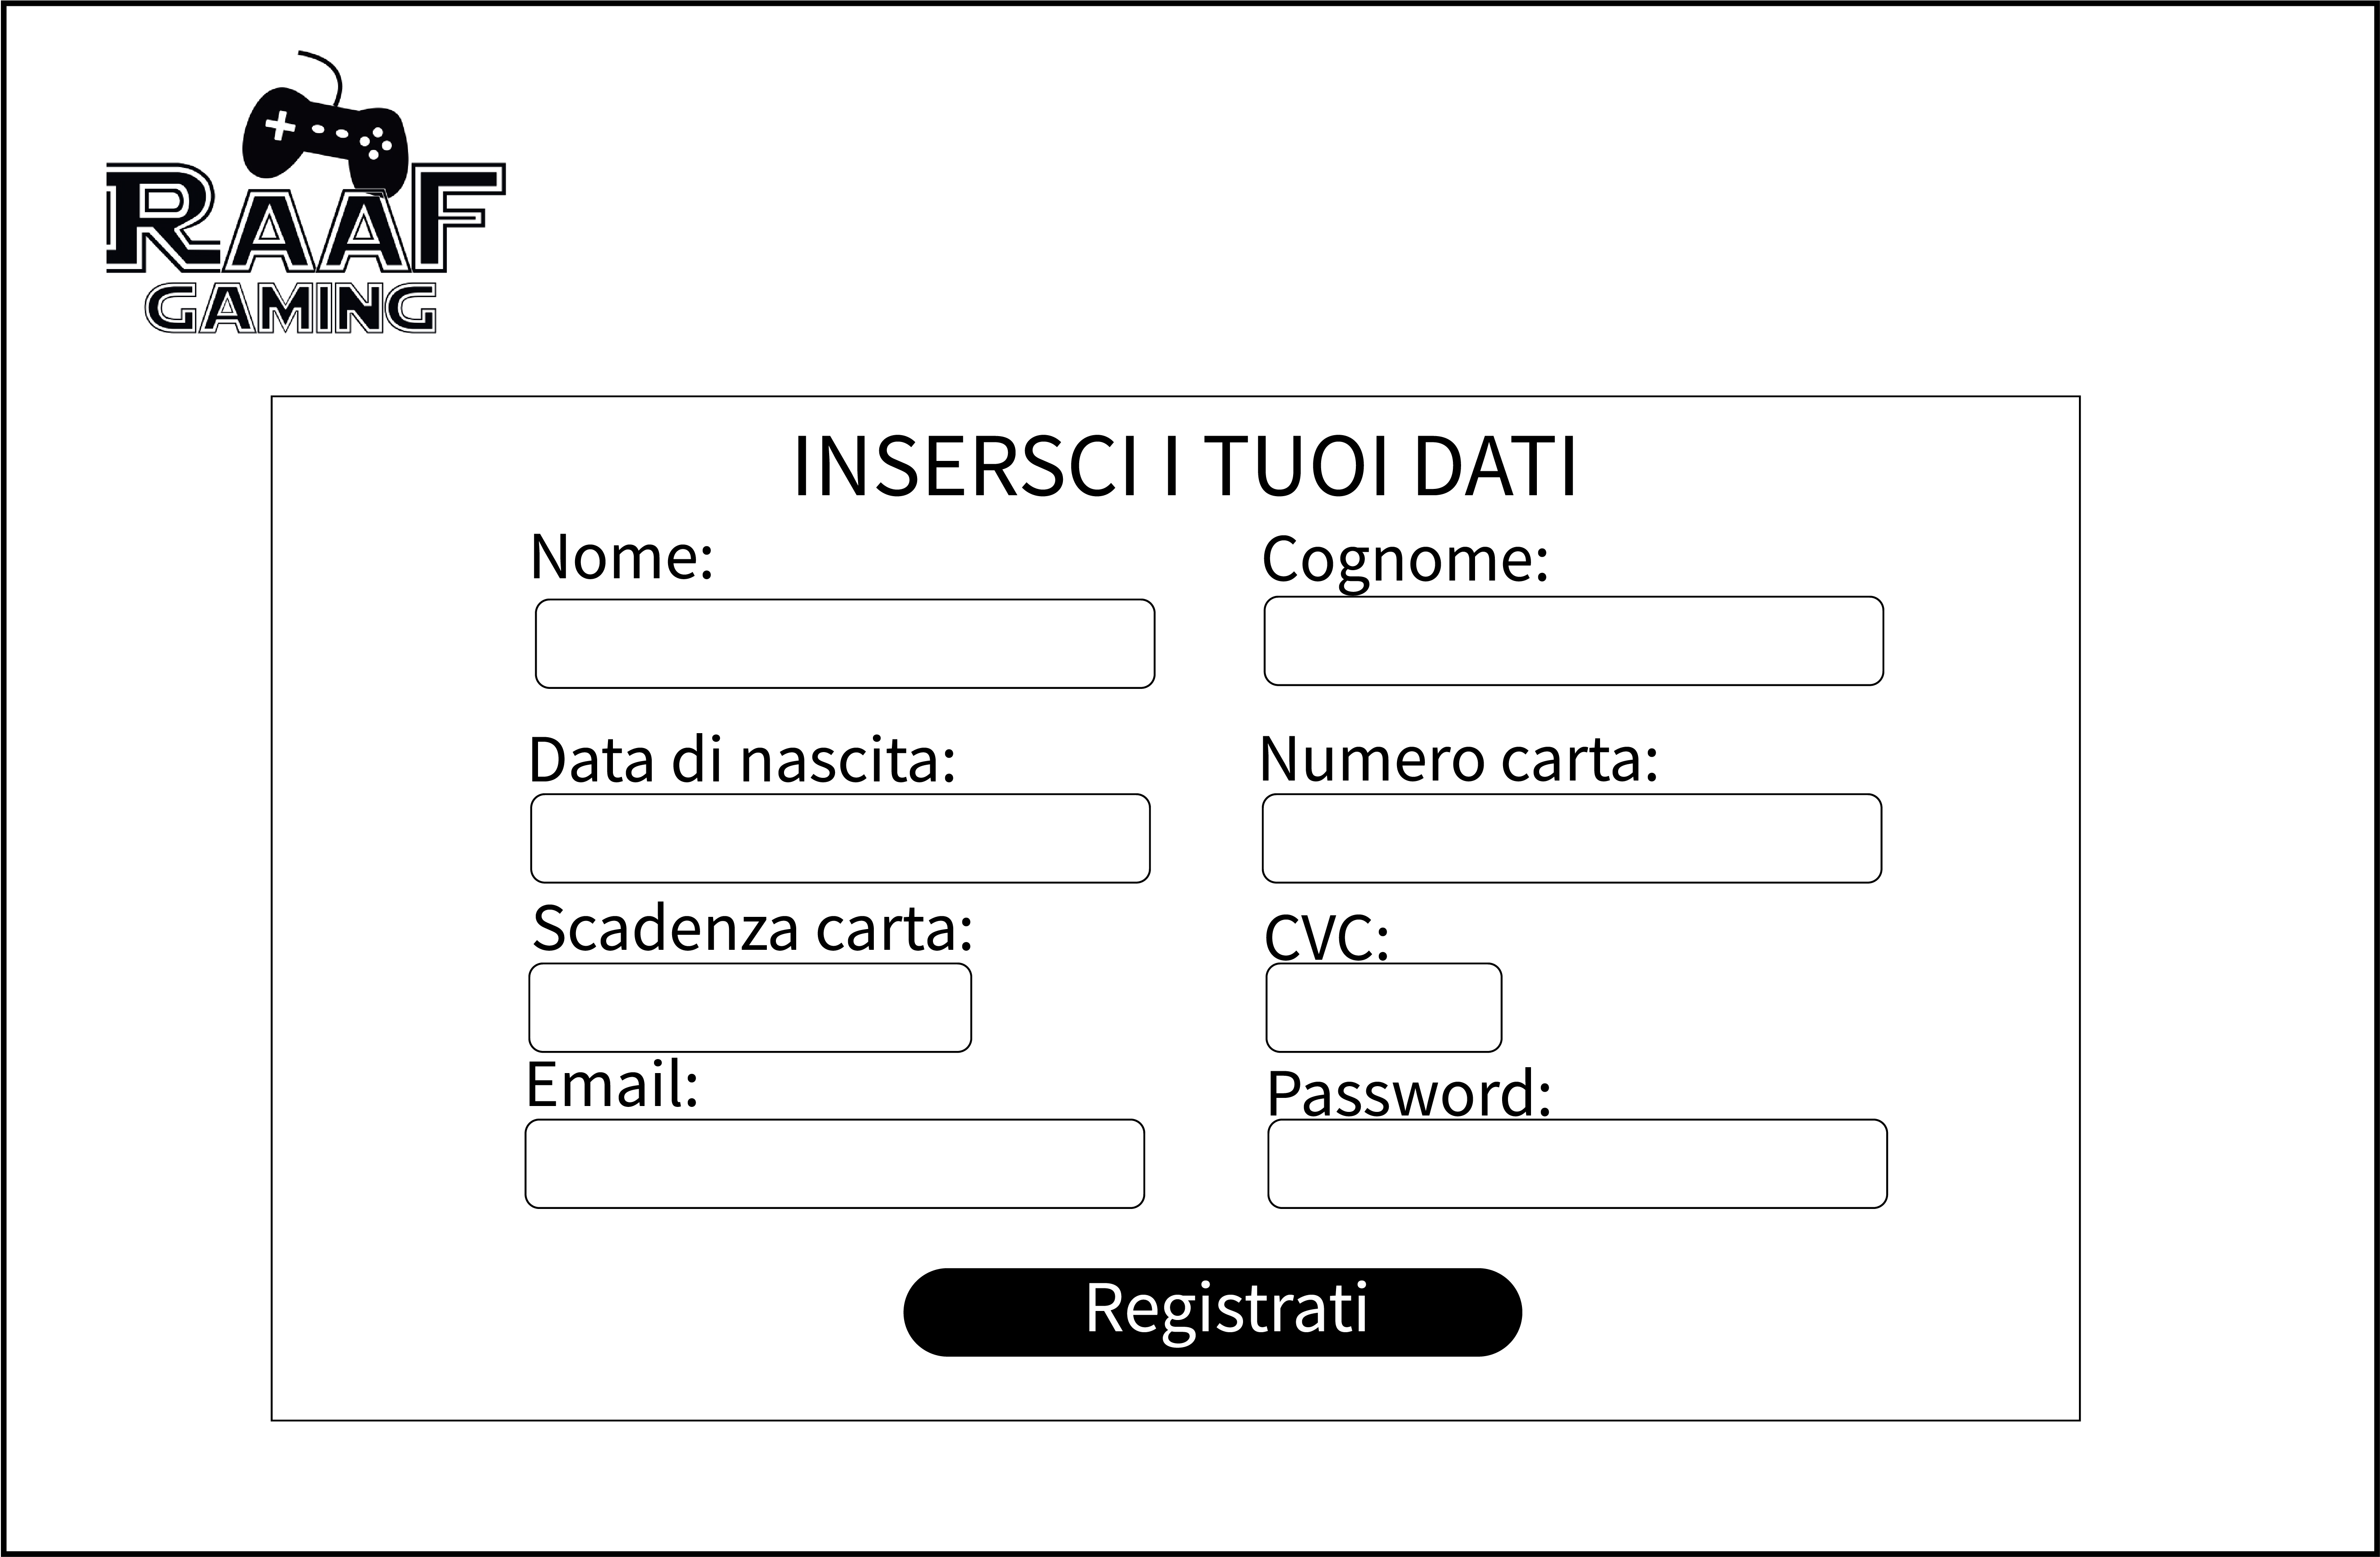 RAAF
GAMING
INSERSCI I TUOI DATI
Nome:
Cognome:
Data di nascita:
Numero carta:
Scadenza carta:
CVC:
Email:
Password:
Registrati